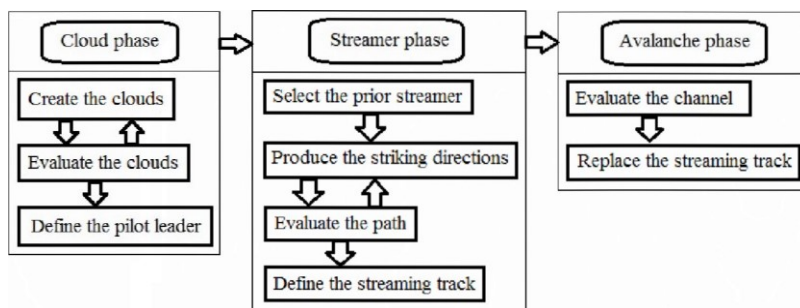 Cloud phase
Create the clouds
Evaluate the clouds
Define the pilot leader
Streamer phase
Select the prior streamer
Produce the striking directions
Evaluate the path
Define the streaming track
Avalanche phase
Evaluate the channel
Replace the streaming track